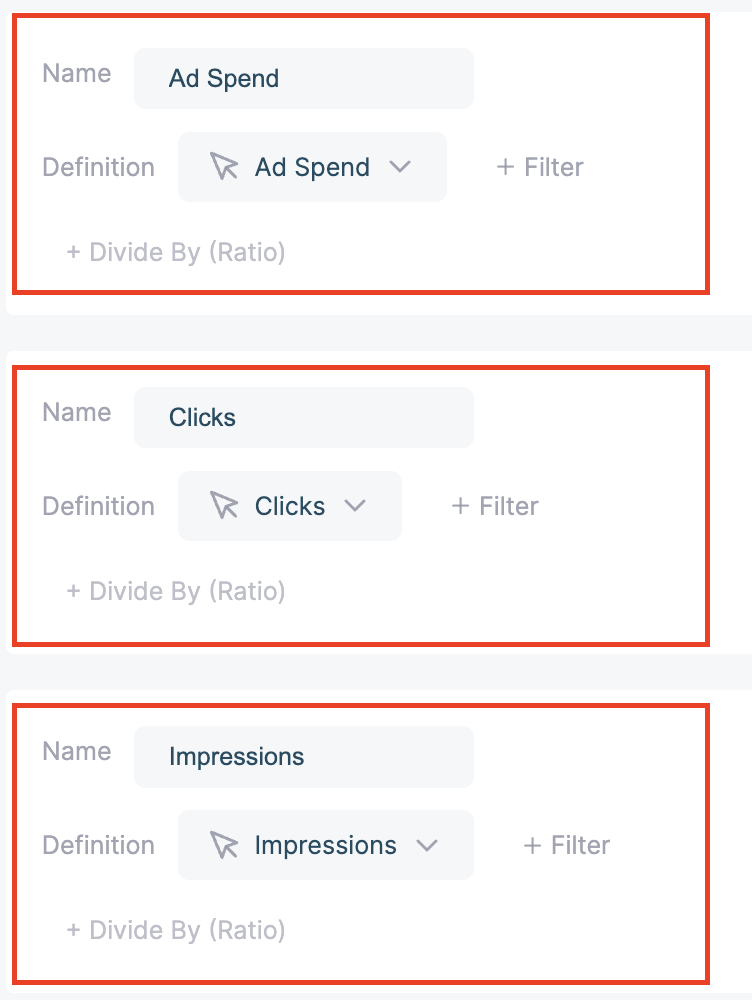 Name Ad Spend
Definition Ad Spend + Filter
+ Divide By (Ratio)
Name Clicks
Definition Clicks + Filter
+ Divide By (Ratio)
Name Impressions
Definition Impressions + Filter
+ Divide By (Ratio)